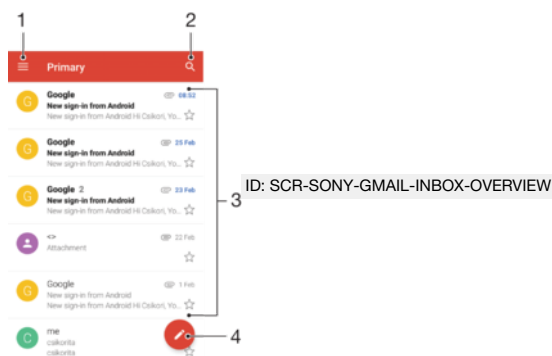 1 2
Primary
G Google 08:52
New sign-in from Android
New sign-in from Android Hi Csikori, Yo...
G Google 25 Feb
New sign-in from Android
New sign-in from Android Hi Csikori, Yo...
G Google 2 23 Feb
New sign-in from Android
New sign-in from Android Hi Csikori, Yo...
3
ID: SCR-SONY-GMAIL-INBOX-OVERVIEW
<> 22 Feb
Attachment
G Google 1 Feb
New sign-in from Android
New sign-in from Android Hi Csikori, Yo...
4
C me
csikorita
csikorita